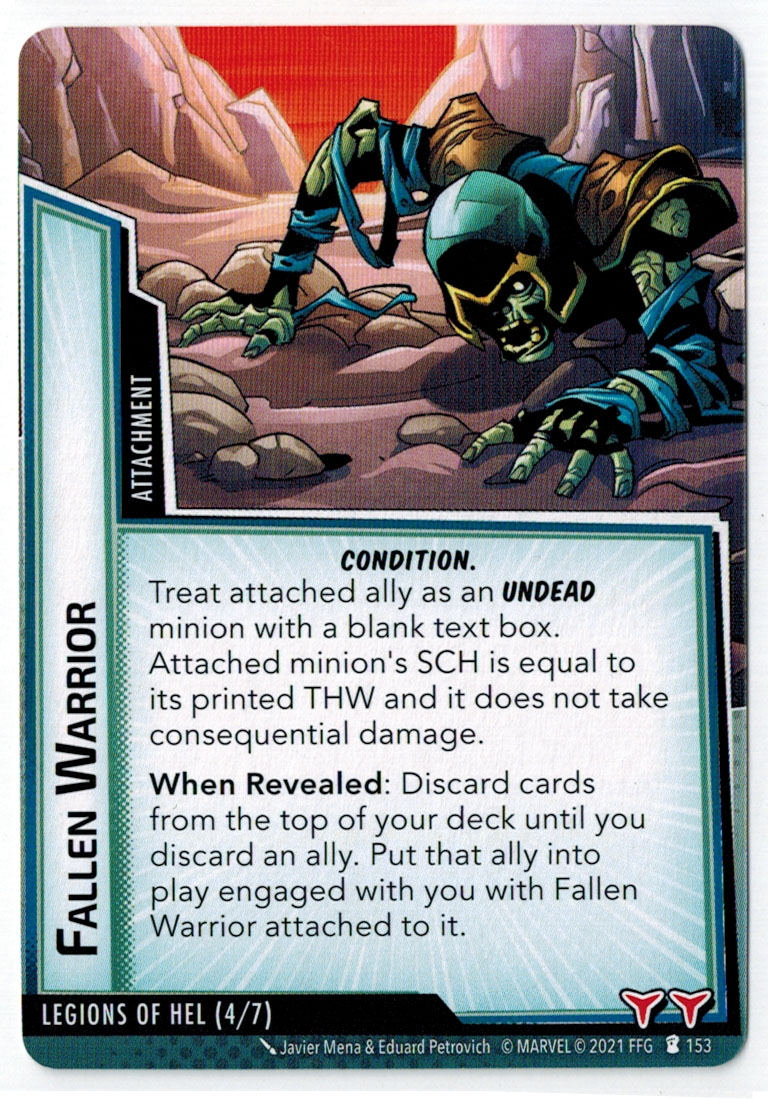 ATTACHMENT
FALLEN WARRIOR
CONDITION.
Treat attached ally as an UNDEAD
minion with a blank text box.
Attached minion's SCH is equal to
its printed THW and it does not take
consequential damage.
When Revealed: Discard cards
from the top of your deck until you
discard an ally. Put that ally into
play engaged with you with Fallen
Warrior attached to it.
LEGIONS OF HEL (4/7)
Javier Mena & Eduard Petrovich © MARVEL © 2021 FFG 153